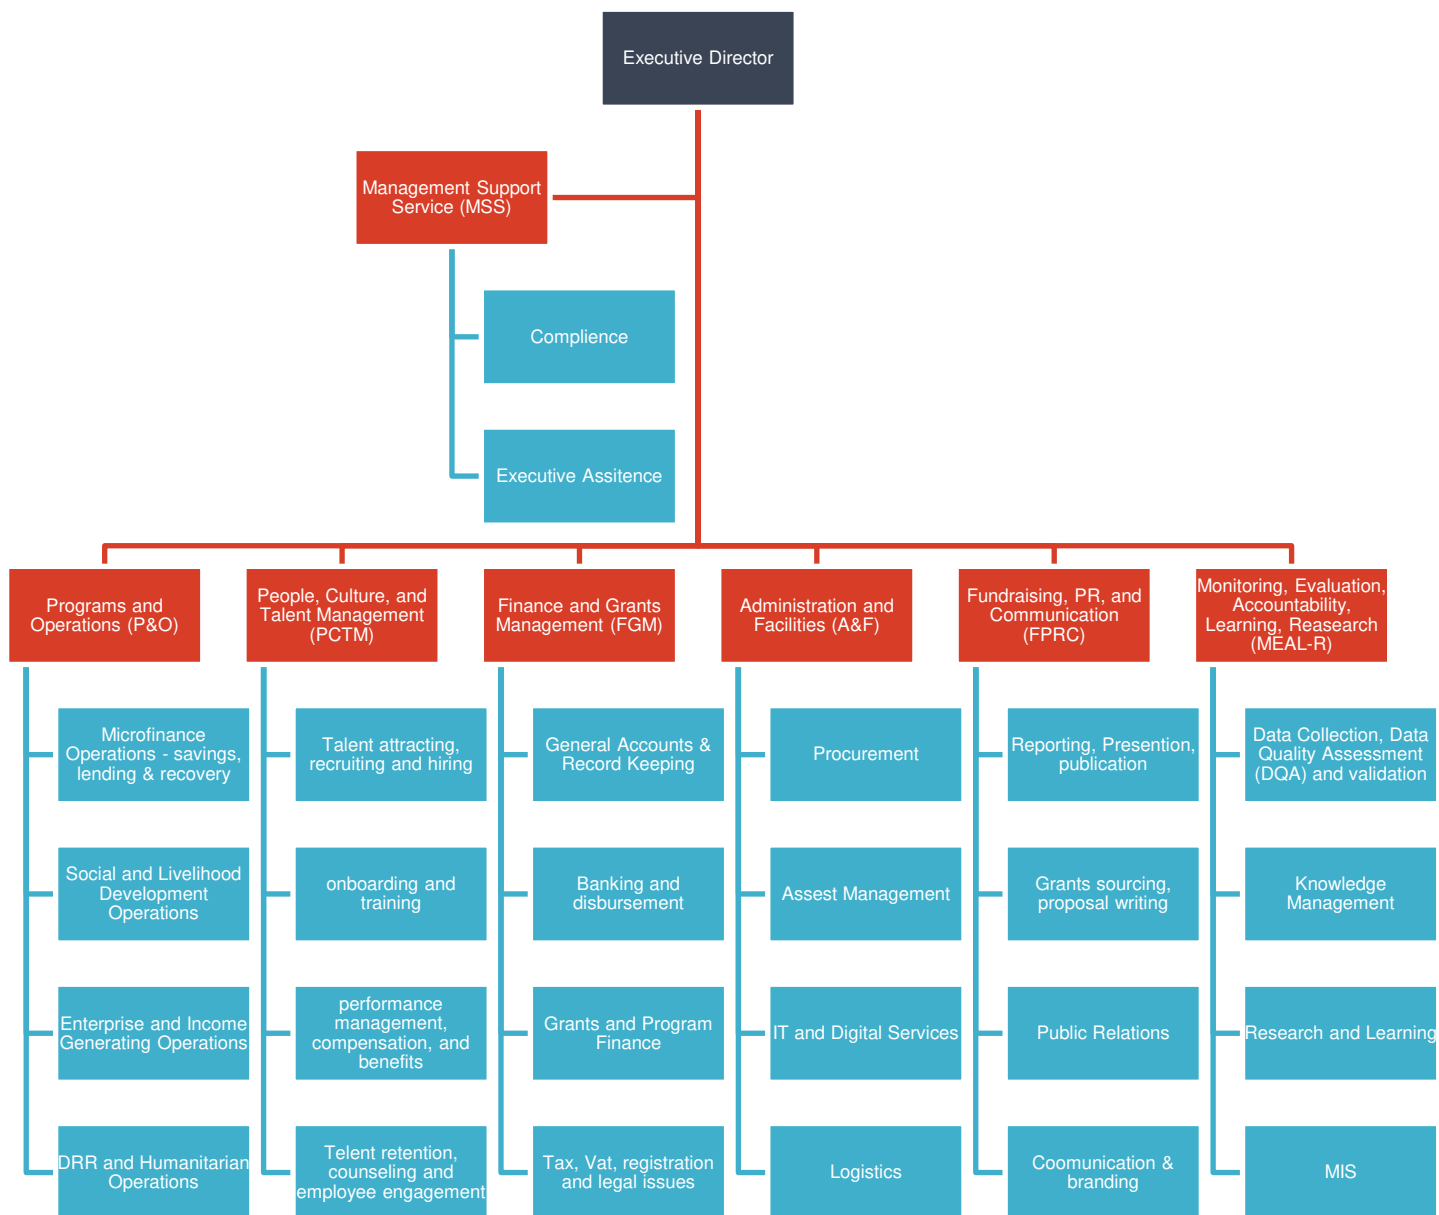 Executive Director
Management Support
Service (MSS)
Complience
Executive Assitence
Programs and
Operations (P&O)
People, Culture, and
Talent Management
(PCTM)
Finance and Grants
Management (FGM)
Administration and
Facilities (A&F)
Fundraising, PR, and
Communication
(FPRC)
Monitoring, Evaluation,
Accountability,
Learning, Reasearch
(MEAL-R)
Microfinance
Operations - savings,
lending & recovery
Social and Livelihood
Development
Operations
Enterprise and Income
Generating Operations
DRR and Humanitarian
Operations
Talent attracting,
recruiting and hiring
onboarding and
training
performance
management,
compensation, and
benefits
Telent retention,
counseling and
employee engagement
General Accounts &
Record Keeping
Banking and
disbursement
Grants and Program
Finance
Tax, Vat, registration
and legal issues
Procurement
Assest Management
IT and Digital Services
Logistics
Reporting, Presention,
publication
Grants sourcing,
proposal writing
Public Relations
Coomunication &
branding
Data Collection, Data
Quality Assessment
(DQA) and validation
Knowledge
Management
Research and Learning
MIS